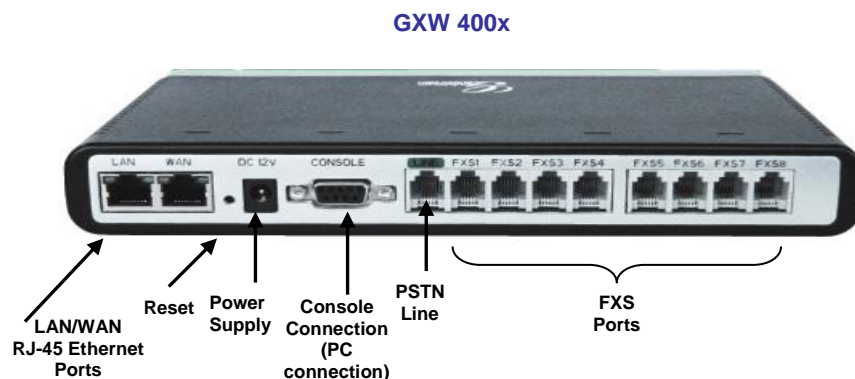 GXW 400x
Grandstream
LAN WAN DC 12V CONSOLE LINE FXS1 FXS2 FXS3 FXS4 FXS5 FXS6 FXS7 FXS8
Reset
Power
Supply
Console
Connection
(PC
connection)
PSTN
Line
FXS
Ports
LAN/WAN
RJ-45 Ethernet
Ports